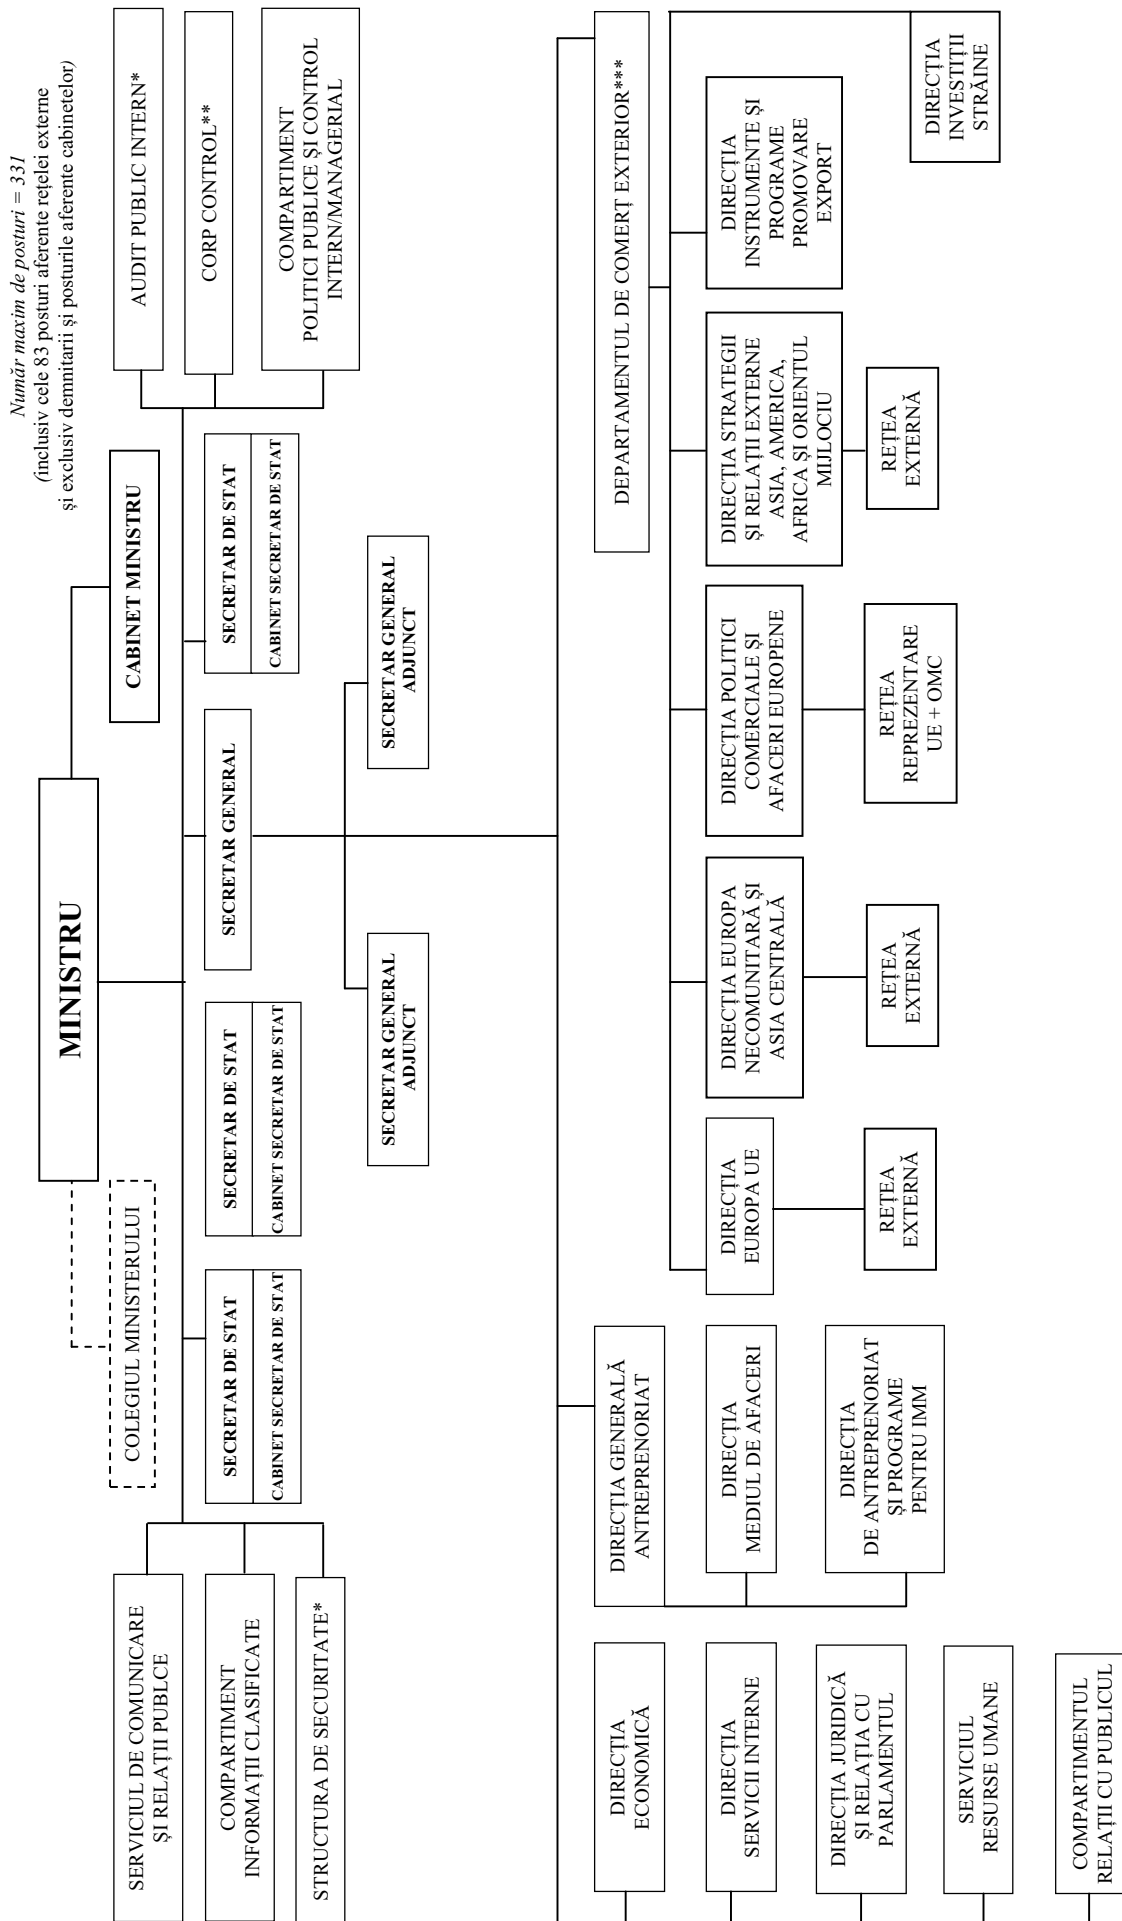 Număr maxim de posturi = 331
(inclusiv cele 83 posturi aferente rețelei externe
și exclusiv demnitarii și posturile aferente cabinetelor)
MINISTRU
COLEGIUL MINISTERULUI
CABINET MINISTRU
SERVICIUL DE COMUNICARE
ȘI RELAȚII PUBLCE
COMPARTIMENT
INFORMAȚII CLASIFICATE
STRUCTURA DE SECURITATE*
AUDIT PUBLIC INTERN*
CORP CONTROL**
COMPARTIMENT
POLITICI PUBLICE ȘI CONTROL
INTERN/MANAGERIAL
SECRETAR DE STAT
CABINET SECRETAR DE STAT
SECRETAR DE STAT
CABINET SECRETAR DE STAT
SECRETAR GENERAL
SECRETAR DE STAT
CABINET SECRETAR DE STAT
SECRETAR GENERAL
ADJUNCT
SECRETAR GENERAL
ADJUNCT
DIRECȚIA
ECONOMICĂ
DIRECȚIA
SERVICII INTERNE
DIRECȚIA JURIDICĂ
ȘI RELAȚIA CU
PARLAMENTUL
SERVICIUL
RESURSE UMANE
COMPARTIMENTUL
RELAȚII CU PUBLICUL
DIRECȚIA GENERALĂ
ANTREPRENORIAT
DIRECȚIA
MEDIUL DE AFACERI
DIRECȚIA
DE ANTREPRENORIAT
ȘI PROGRAME
PENTRU IMM
DEPARTAMENTUL DE COMERȚ EXTERIOR***
DIRECȚIA
EUROPA UE
REȚEA
EXTERNĂ
DIRECȚIA EUROPA
NECOMUNITARĂ ȘI
ASIA CENTRALĂ
REȚEA
EXTERNĂ
DIRECȚIA POLITICI
COMERCIALE ȘI
AFACERI EUROPENE
REȚEA
REPREZENTARE
UE + OMC
DIRECȚIA STRATEGII
ȘI RELAȚII EXTERNE
ASIA, AMERICA,
AFRICA ȘI ORIENTUL
MIJLOCIU
REȚEA
EXTERNĂ
DIRECȚIA
INSTRUMENTE ȘI
PROGRAME
PROMOVARE
EXPORT
DIRECȚIA
INVESTIȚII
STRĂINE